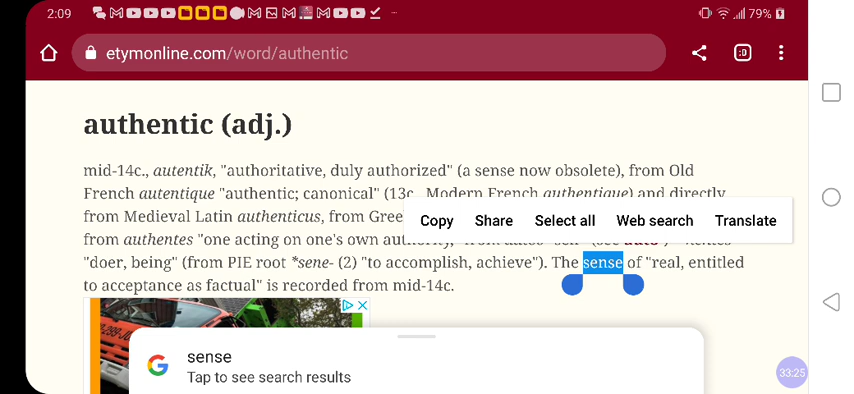 2:09
79%
etymonline.com/word/authentic
:D
authentic (adj.)
mid-14c., autentik, "authoritative, duly authorized" (a sense now obsolete), from Old
French autentique "authentic; canonical" (13c., Modern French authentique) and directly
from Medieval Latin authenticus, from Gree
Copy Share Select all Web search Translate
from authentes "one acting on one's own authority,"
"doer, being" (from PIE root *sene- (2) "to accomplish, achieve"). The sense of "real, entitled
to acceptance as factual" is recorded from mid-14c.
sense
Tap to see search results
33:25